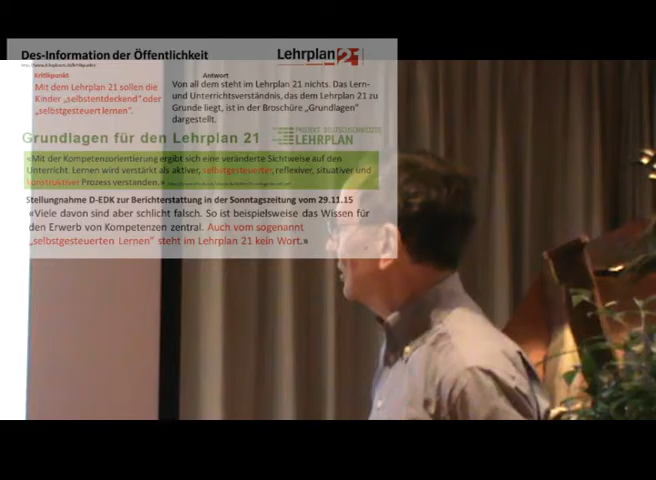 Des-Information der Öffentlichkeit
Lehrplan 21
Kritikpunkt
Antwort
Mit dem Lehrplan 21 sollen die
Kinder „selbstentdeckend" oder
„selbstgesteuert lernen".
Von all dem steht im Lehrplan 21 nichts. Das Lern-
und Unterrichtsverständnis, das dem Lehrplan 21 zu
Grunde liegt, ist in der Broschüre „Grundlagen"
dargestellt.
Grundlagen für den Lehrplan 21
PROJEKT DEUTSCHSCHWEIZER
LEHRPLAN
«Mit der Kompetenzorientierung ergibt sich eine veränderte Sichtweise auf den
Unterricht. Lernen wird verstärkt als aktiver, selbstgesteuerter, reflexiver, situativer und
konstruktiver Prozess verstanden.»
Stellungnahme D-EDK zur Berichterstattung in der Sonntagszeitung vom 29.11.15
«Viele davon sind aber schlicht falsch. So ist beispielsweise das Wissen für
den Erwerb von Kompetenzen zentral. Auch vom sogenannt
„selbstgesteuerten Lernen" steht im Lehrplan 21 kein Wort.»